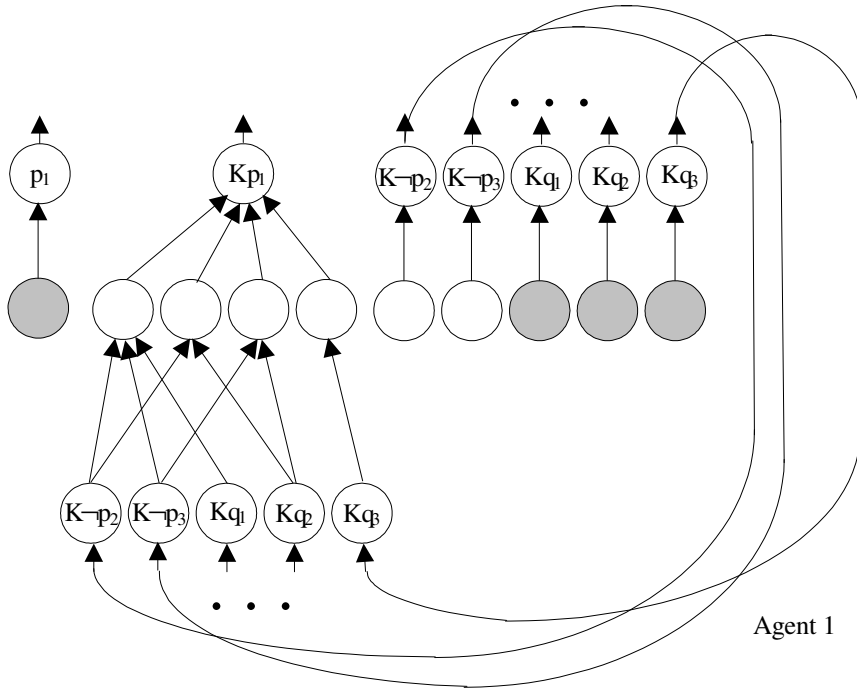 p₁ Kp₁ K¬p₂ K¬p₃ Kq₁ Kq₂ Kq₃
K¬p₂ K¬p₃ Kq₁ Kq₂ Kq₃
Agent 1